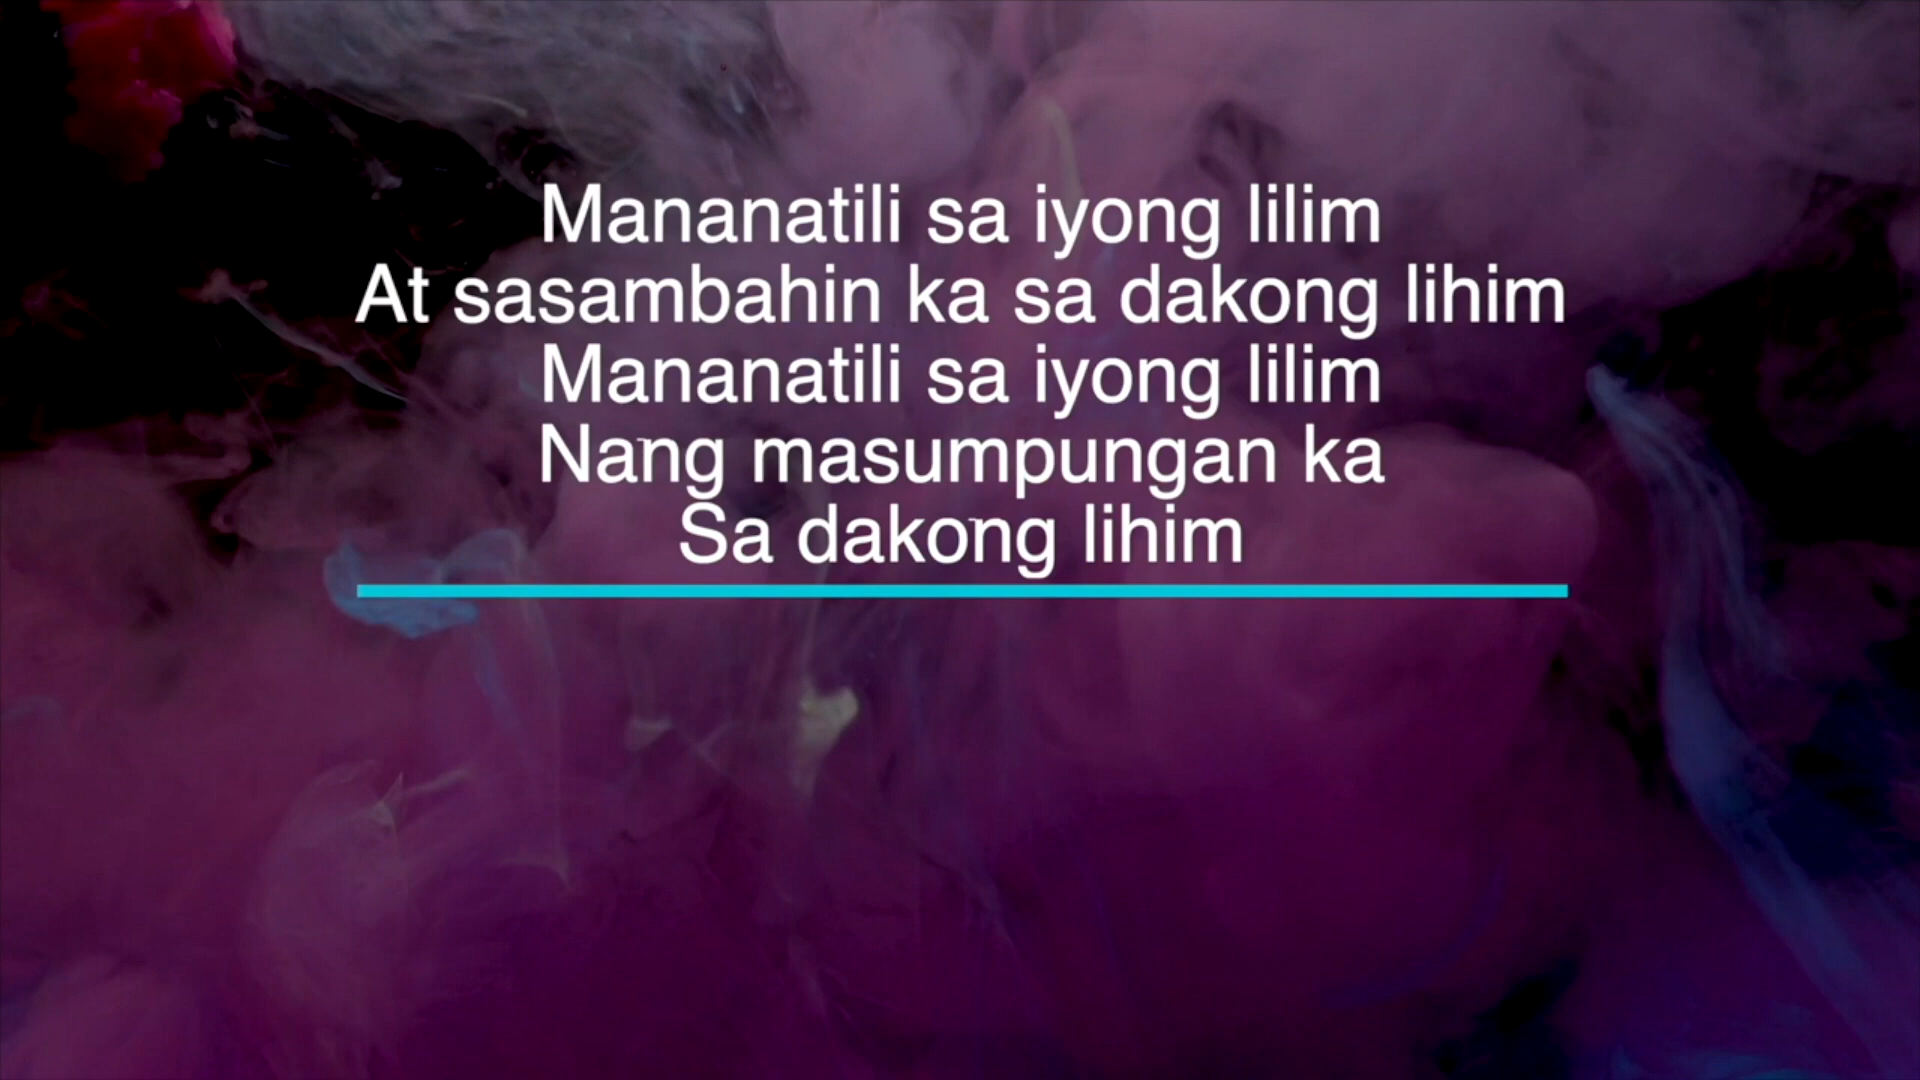 Mananatili sa iyong lilim
At sasambahin ka sa dakong lihim
Mananatili sa iyong lilim
Nang masumpungan ka
Sa dakong lihim